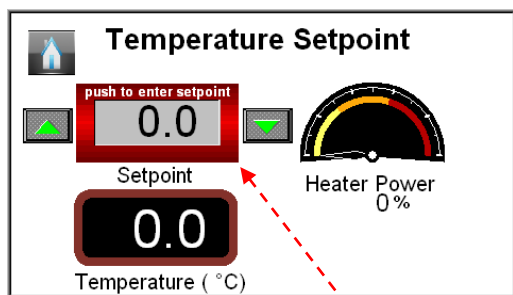 Temperature Setpoint
push to enter setpoint
0.0
Setpoint
Heater Power
0%
0.0
Temperature ( °C)